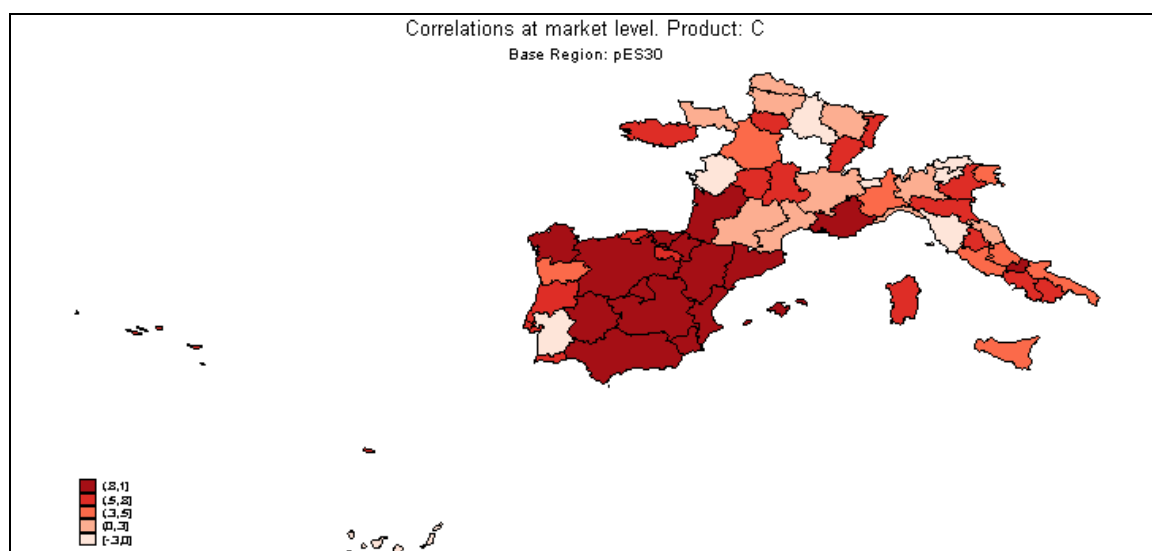 Correlations at market level. Product: C
Base Region: pES30
(.8,1]
(.5,.8]
(.3,.5]
(0,.3]
[-.3,0]